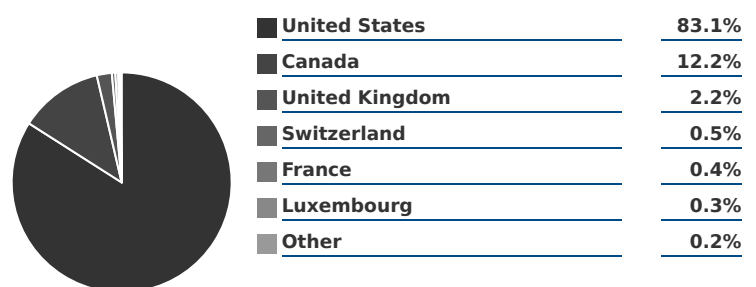 United States 83.1%
Canada 12.2%
United Kingdom 2.2%
Switzerland 0.5%
France 0.4%
Luxembourg 0.3%
Other 0.2%